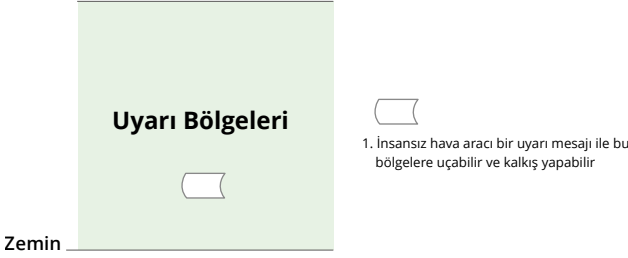 Uyarı Bölgeleri
1. İnsansız hava aracı bir uyarı mesajı ile bu
bölgelere uçabilir ve kalkış yapabilir
Zemin